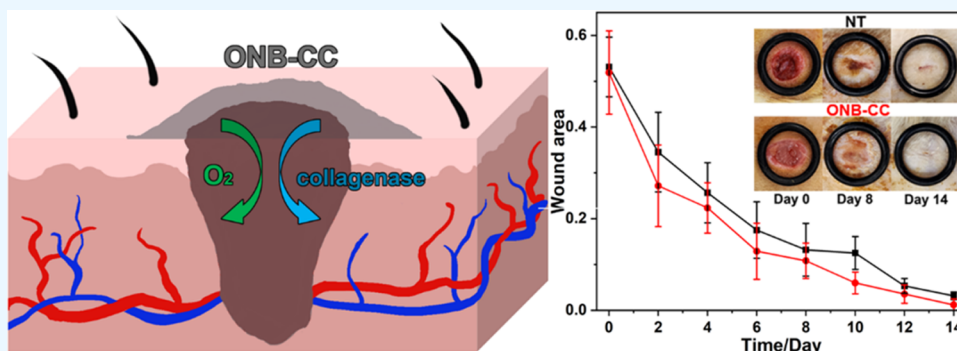 ONB-CC
O₂
collagenase
Wound area
0.6
0.4
0.2
0.0
0
2
4
6
8
10
12
14
Time/Day
NT
ONB-CC
Day 0
Day 8
Day 14